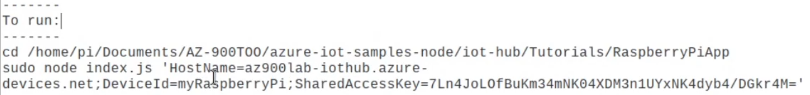 -------
To run:
-------
cd /home/pi/Documents/AZ-900TOO/azure-iot-samples-node/iot-hub/Tutorials/RaspberryPiApp
sudo node index.js 'HostName=az900lab-iothub.azure-
devices.net;DeviceId=myRaspberryPi;SharedAccessKey=7Ln4JoLOfBuKm34mNK04XDM3n1UYxNK4dyb4/DGkr4M='